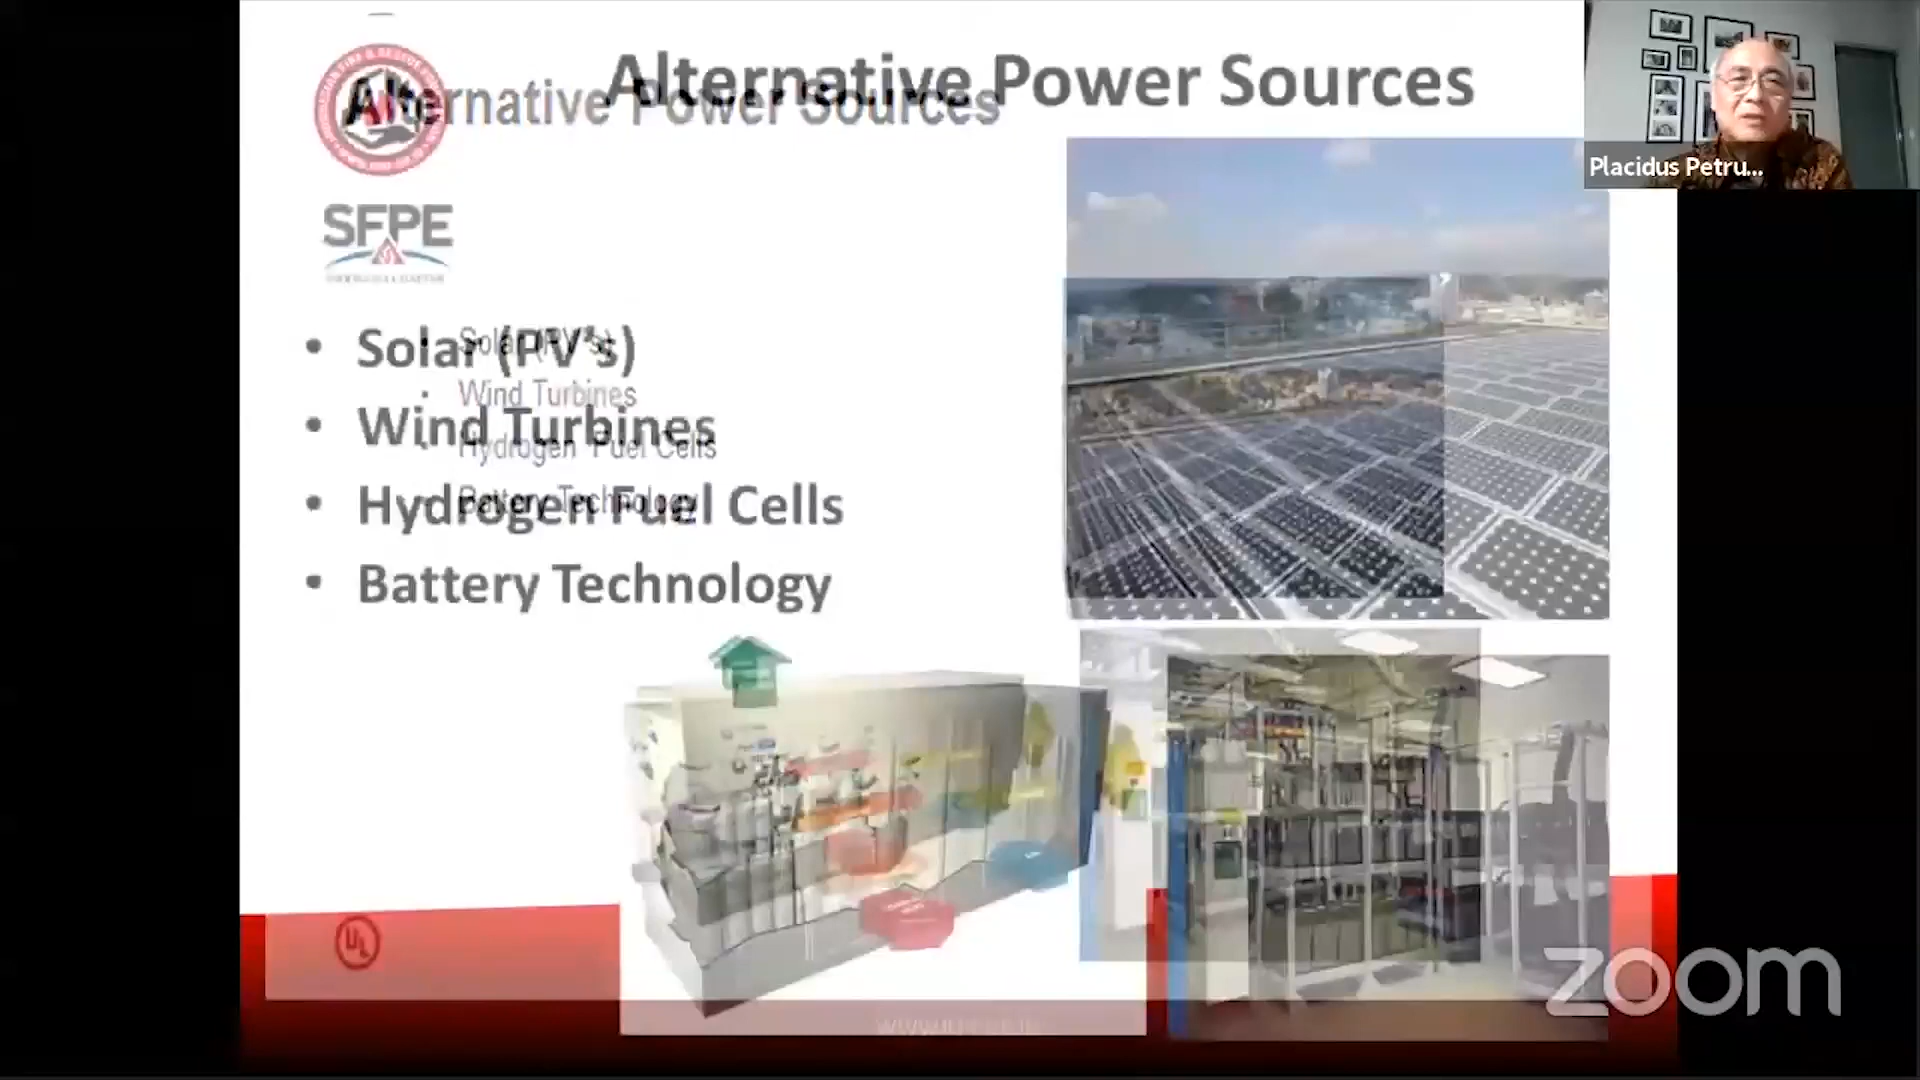 Alternative Power Sources
Alternative Power Sources
Placidus Petru...
SFPE
• Solar (PV's)
• Solar (PV's)
• Wind Turbines
• Wind Turbines
• Hydrogen Fuel Cells
• Hydrogen Fuel Cells
• Battery Technology
• Battery Technology
UL
zoom